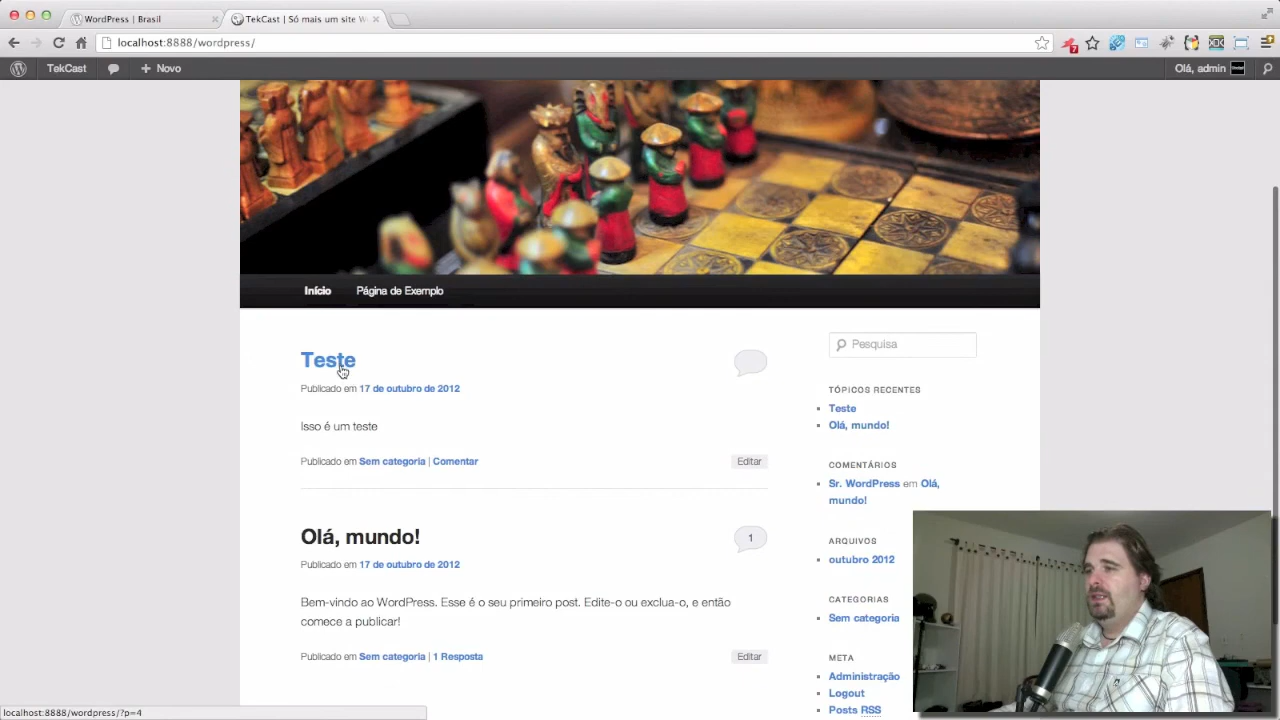 WordPress | Brasil
TekCast | Só mais um site W
localhost:8888/wordpress/
7
TekCast
Novo
Olá, admin
Início
Página de Exemplo
Teste
Publicado em 17 de outubro de 2012
Isso é um teste
Publicado em Sem categoria | Comentar
Editar
Olá, mundo!
1
Publicado em 17 de outubro de 2012
Bem-vindo ao WordPress. Esse é o seu primeiro post. Edite-o ou exclua-o, e então
comece a publicar!
Publicado em Sem categoria | 1 Resposta
Editar
Pesquisa
TÓPICOS RECENTES
Teste
Olá, mundo!
COMENTÁRIOS
Sr. WordPress em Olá,
mundo!
ARQUIVOS
outubro 2012
CATEGORIAS
Sem categoria
META
Administração
Logout
Posts RSS
localhost:8888/wordpress/?p=4